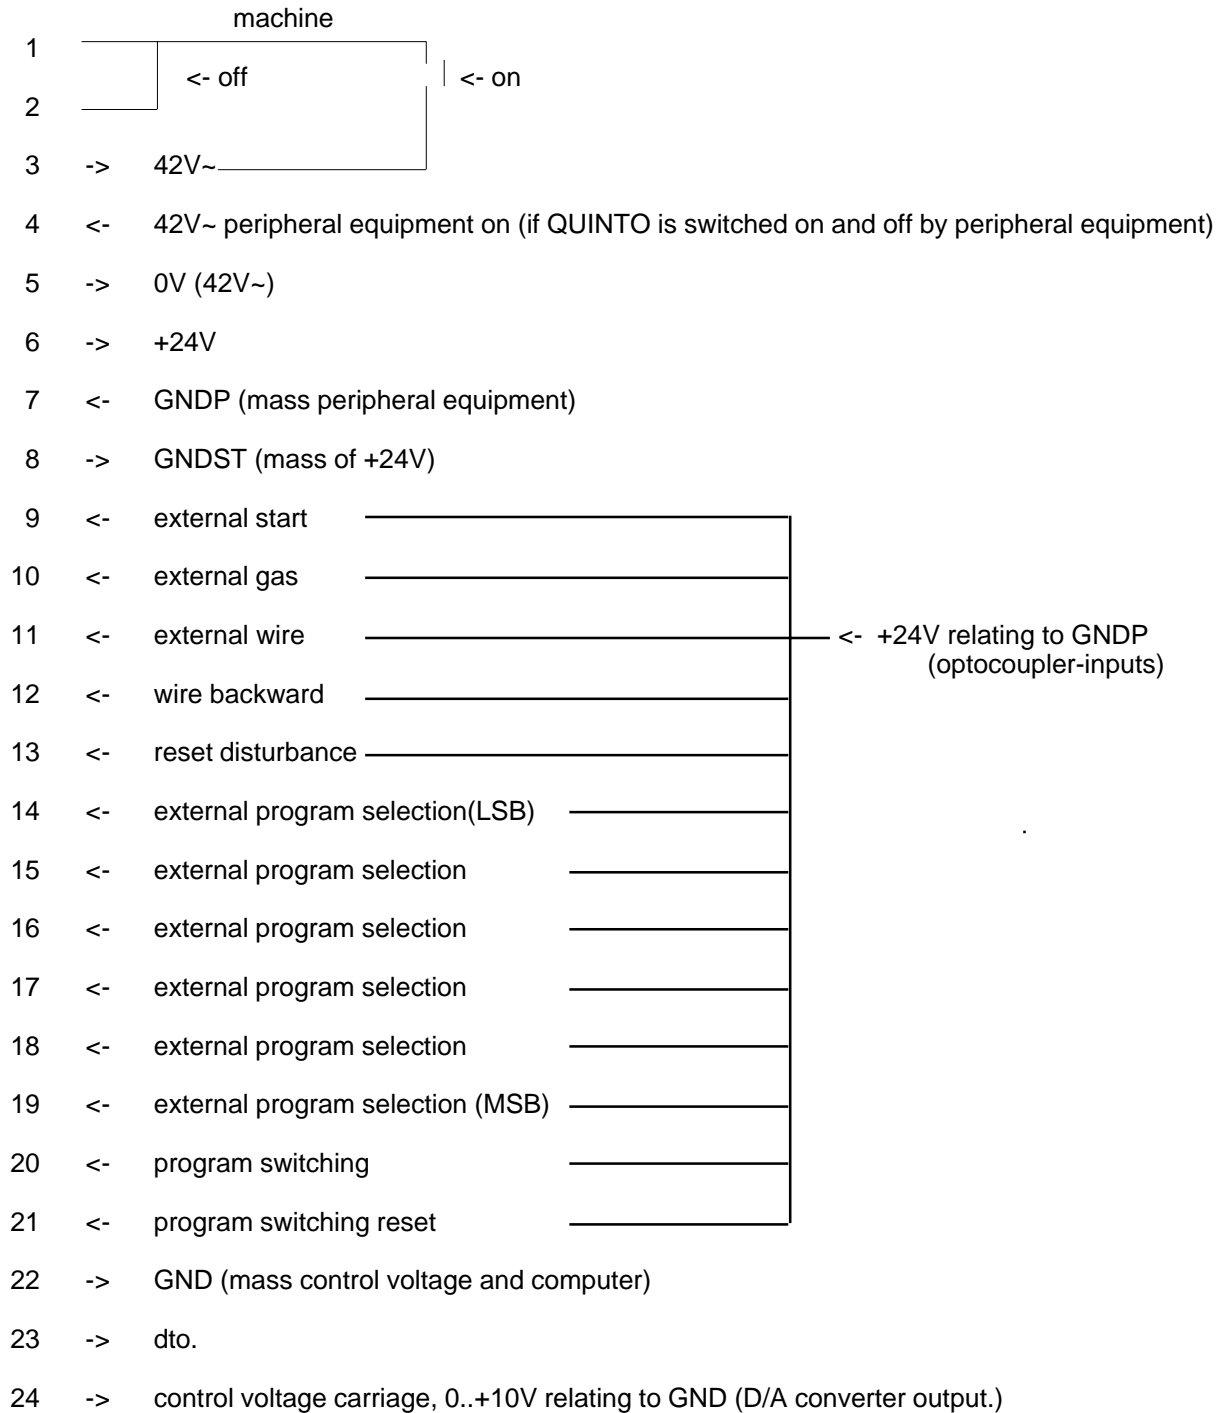 machine
1
<- off <- on
2
3 -> 42V~
4 <- 42V~ peripheral equipment on (if QUINTO is switched on and off by peripheral equipment)
5 -> 0V (42V~)
6 -> +24V
7 <- GNDP (mass peripheral equipment)
8 -> GNDST (mass of +24V)
9 <- external start
10 <- external gas
11 <- external wire <- +24V relating to GNDP
(optocoupler-inputs)
12 <- wire backward
13 <- reset disturbance
14 <- external program selection(LSB)
.
15 <- external program selection
16 <- external program selection
17 <- external program selection
18 <- external program selection
19 <- external program selection (MSB)
20 <- program switching
21 <- program switching reset
22 -> GND (mass control voltage and computer)
23 -> dto.
24 -> control voltage carriage, 0..+10V relating to GND (D/A converter output.)